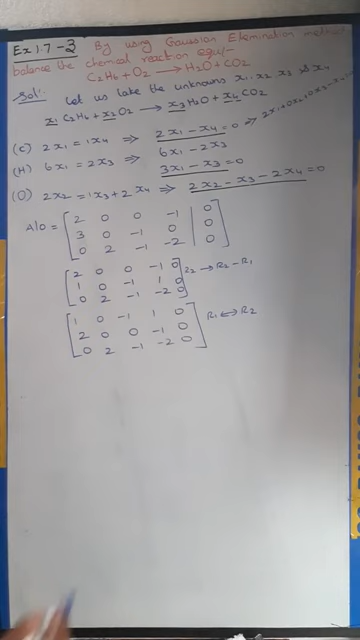 Ex 1.7-2 By using Gaussian Elemination method
balance the chemical reaction equ/-
C2H6 + O2 → H2O + CO2
Sol':
Let us take the unknowns x1, x2, x3 & x4
x1 C2H6 + x2 O2 → x3 H2O + x4 CO2
(C) 2x1 = 1x4 ⇒ 2x1 - x4 = 0 ⇒ 2x1+0x2+0x3
(H) 6x1 = 2x3 ⇒ 6x1 - 2x3
3x1 - x3 = 0
(O) 2x2 = 1x3 + 2x4 ⇒ 2x2 - x3 - 2x4 = 0
A|0 = [ 2 0 0 -1 | 0
3 0 -1 0 | 0
0 2 -1 -2 | 0 ]
[ 2 0 0 -1 0
1 0 -1 1 0 ] R2 → R2 - R1
0 2 -1 -2 0
[ 1 0 -1 1 0
2 0 0 -1 0 ] R1 ↔ R2
0 2 -1 -2 0